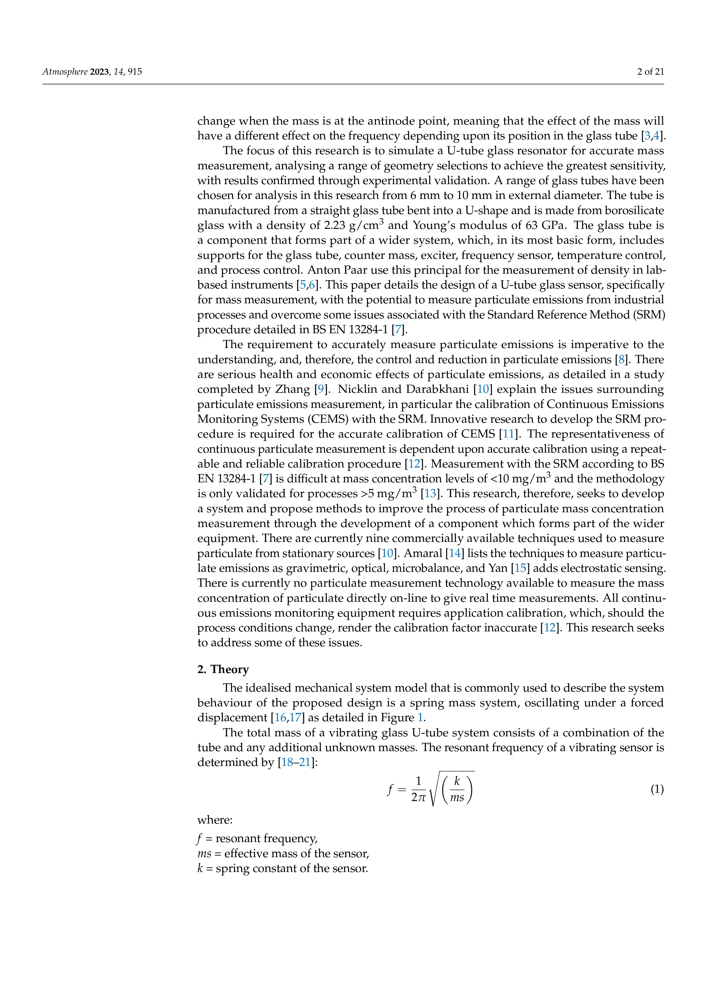 Atmosphere 2023, 14, 915
2 of 21
change when the mass is at the antinode point, meaning that the effect of the mass will
have a different effect on the frequency depending upon its position in the glass tube [3,4].
The focus of this research is to simulate a U-tube glass resonator for accurate mass
measurement, analysing a range of geometry selections to achieve the greatest sensitivity,
with results confirmed through experimental validation. A range of glass tubes have been
chosen for analysis in this research from 6 mm to 10 mm in external diameter. The tube is
manufactured from a straight glass tube bent into a U-shape and is made from borosilicate
glass with a density of 2.23 g/cm³ and Young's modulus of 63 GPa. The glass tube is
a component that forms part of a wider system, which, in its most basic form, includes
supports for the glass tube, counter mass, exciter, frequency sensor, temperature control,
and process control. Anton Paar use this principal for the measurement of density in lab-
based instruments [5,6]. This paper details the design of a U-tube glass sensor, specifically
for mass measurement, with the potential to measure particulate emissions from industrial
processes and overcome some issues associated with the Standard Reference Method (SRM)
procedure detailed in BS EN 13284-1 [7].
The requirement to accurately measure particulate emissions is imperative to the
understanding, and, therefore, the control and reduction in particulate emissions [8]. There
are serious health and economic effects of particulate emissions, as detailed in a study
completed by Zhang [9]. Nicklin and Darabkhani [10] explain the issues surrounding
particulate emissions measurement, in particular the calibration of Continuous Emissions
Monitoring Systems (CEMS) with the SRM. Innovative research to develop the SRM pro-
cedure is required for the accurate calibration of CEMS [11]. The representativeness of
continuous particulate measurement is dependent upon accurate calibration using a repeat-
able and reliable calibration procedure [12]. Measurement with the SRM according to BS
EN 13284-1 [7] is difficult at mass concentration levels of <10 mg/m³ and the methodology
is only validated for processes >5 mg/m³ [13]. This research, therefore, seeks to develop
a system and propose methods to improve the process of particulate mass concentration
measurement through the development of a component which forms part of the wider
equipment. There are currently nine commercially available techniques used to measure
particulate from stationary sources [10]. Amaral [14] lists the techniques to measure particu-
late emissions as gravimetric, optical, microbalance, and Yan [15] adds electrostatic sensing.
There is currently no particulate measurement technology available to measure the mass
concentration of particulate directly on-line to give real time measurements. All continu-
ous emissions monitoring equipment requires application calibration, which, should the
process conditions change, render the calibration factor inaccurate [12]. This research seeks
to address some of these issues.
2. Theory
The idealised mechanical system model that is commonly used to describe the system
behaviour of the proposed design is a spring mass system, oscillating under a forced
displacement [16,17] as detailed in Figure 1.
The total mass of a vibrating glass U-tube system consists of a combination of the
tube and any additional unknown masses. The resonant frequency of a vibrating sensor is
determined by [18–21]:
f = 1/2π √(k/ms) (1)
where:
f = resonant frequency,
ms = effective mass of the sensor,
k = spring constant of the sensor.